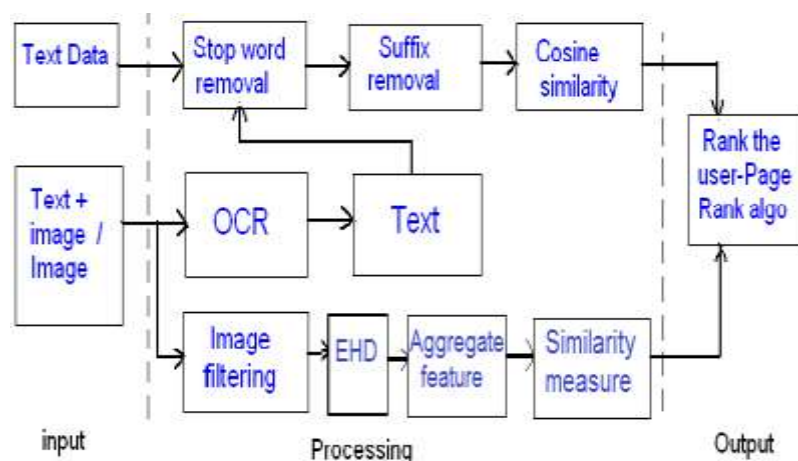 Text Data
Stop word
removal
Suffix
removal
Cosine
similarity
Rank the
user-Page
Rank algo
Text +
image /
Image
OCR
Text
Image
filtering
EHD
Aggregate
feature
Similarity
measure
input
Processing
Output